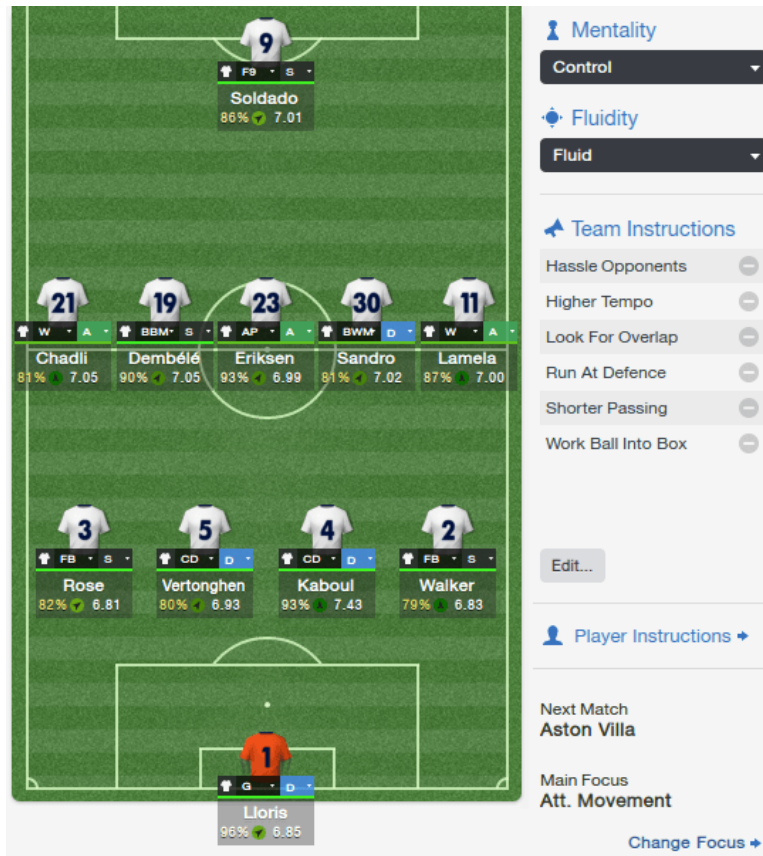 9
F9 S
Soldado
86% 7.01
21 19 23 30 11
W A BBM S AP A BWM D W A
Chadli Dembélé Eriksen Sandro Lamela
81% 7.05 90% 7.05 93% 6.99 81% 7.02 87% 7.00
3 5 4 2
FB S CD D CD D FB S
Rose Vertonghen Kaboul Walker
82% 6.81 80% 6.93 93% 7.43 79% 6.83
1
G D
Lloris
96% 6.85
Mentality
Control
Fluidity
Fluid
Team Instructions
Hassle Opponents
Higher Tempo
Look For Overlap
Run At Defence
Shorter Passing
Work Ball Into Box
Edit...
Player Instructions
Next Match
Aston Villa
Main Focus
Att. Movement
Change Focus